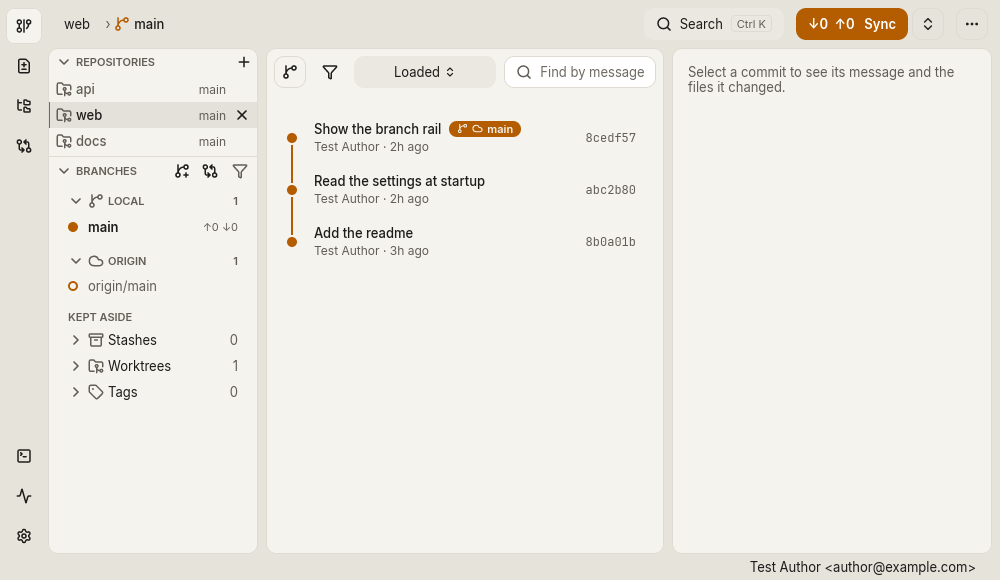 web › main
Search Ctrl K
↓0 ↑0 Sync
REPOSITORIES
api main
web main
docs main
BRANCHES
LOCAL 1
main ↑0 ↓0
ORIGIN 1
origin/main
KEPT ASIDE
Stashes 0
Worktrees 1
Tags 0
Loaded
Find by message
Show the branch rail main
Test Author · 2h ago
8cedf57
Read the settings at startup
Test Author · 2h ago
abc2b80
Add the readme
Test Author · 3h ago
8b0a01b
Select a commit to see its message and the
files it changed.
Test Author <author@example.com>